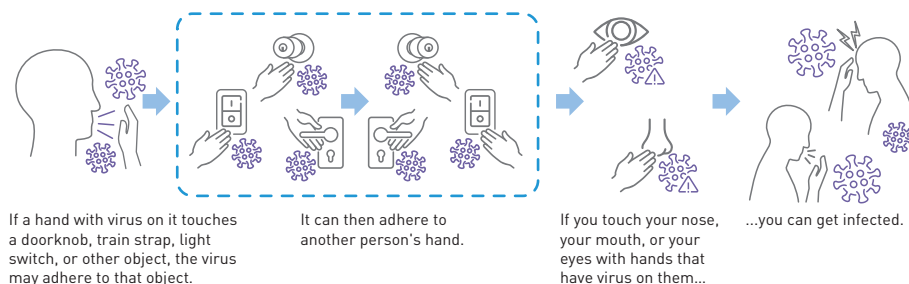 If a hand with virus on it touches
a doorknob, train strap, light
switch, or other object, the virus
may adhere to that object.
It can then adhere to
another person's hand.
If you touch your nose,
your mouth, or your
eyes with hands that
have virus on them...
...you can get infected.